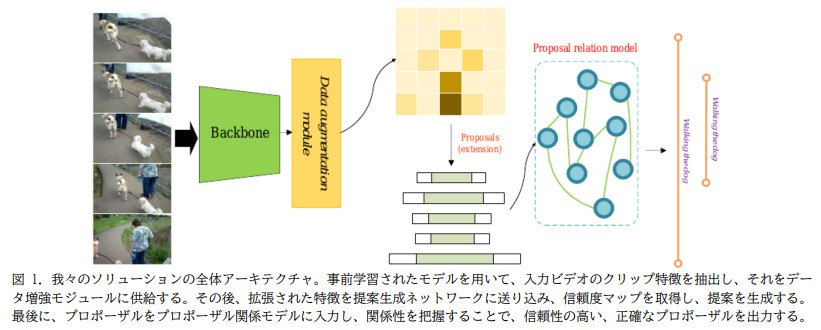 Backbone
Data augmentation
module
Proposals
(extension)
Proposal relation model
Walking the dog
Walking the dog
図 1. 我々のソリューションの全体アーキテクチャ。事前学習されたモデルを用いて、入力ビデオのクリップ特徴を抽出し、それをデー
タ増強モジュールに供給する。その後、拡張された特徴を提案生成ネットワークに送り込み、信頼度マップを取得し、提案を生成する。
最後に、プロポーザルをプロポーザル関係モデルに入力し、関係性を把握することで、信頼性の高い、正確なプロポーザルを出力する。